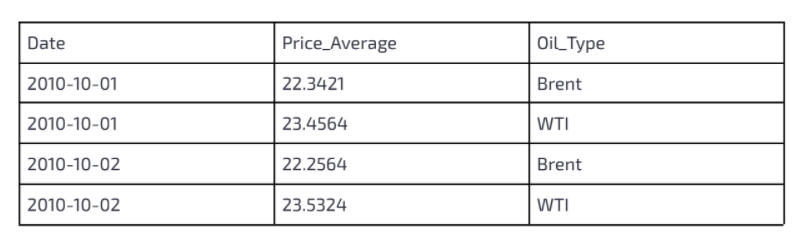 Date Price_Average Oil_Type
2010-10-01 22.3421 Brent
2010-10-01 23.4564 WTI
2010-10-02 22.2564 Brent
2010-10-02 23.5324 WTI